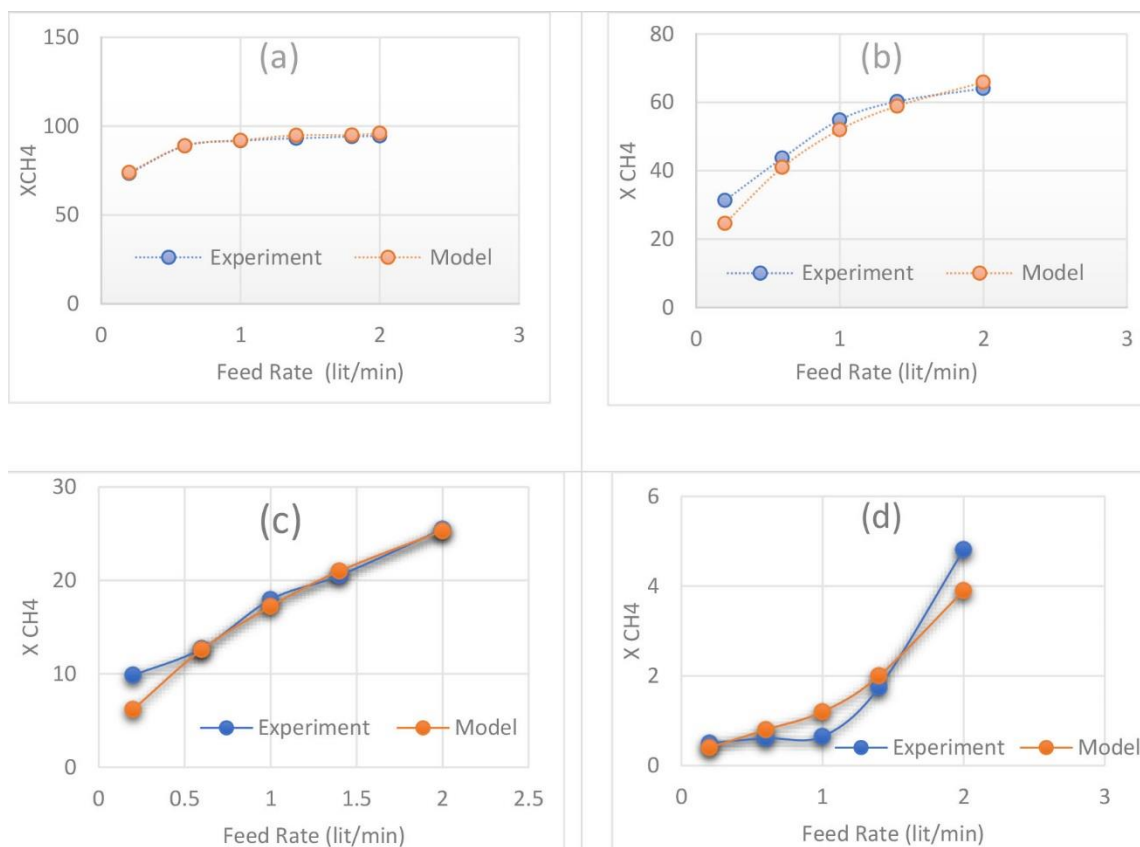 (a)
150
100
50
0
XCH4
Experiment Model
0 1 2 3
Feed Rate (lit/min)
(b)
80
60
40
20
0
X CH4
Experiment Model
0 1 2 3
Feed Rate (lit/min)
(c)
30
20
10
0
X CH4
Experiment Model
0 0.5 1 1.5 2 2.5
Feed Rate (lit/min)
(d)
6
4
2
0
X CH4
Experiment Model
0 1 2 3
Feed Rate (lit/min)